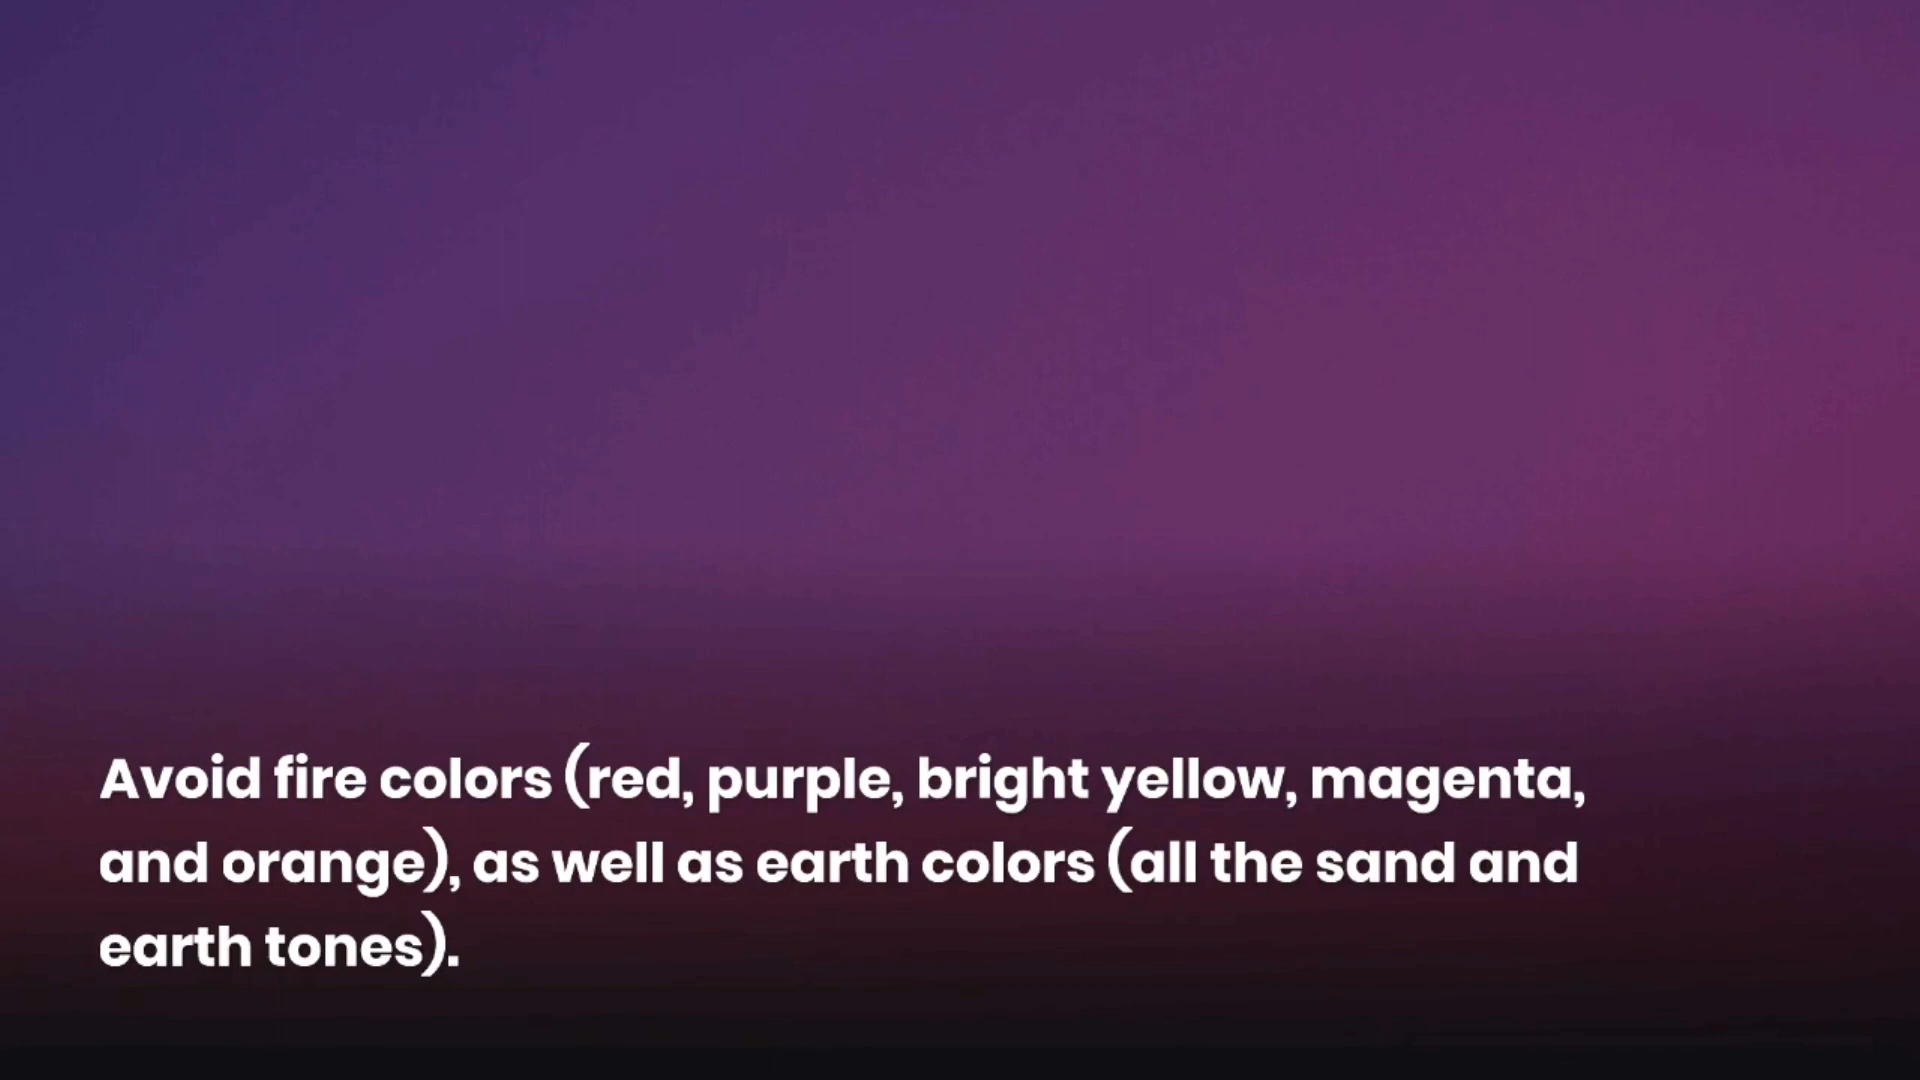 Avoid fire colors (red, purple, bright yellow, magenta,
and orange), as well as earth colors (all the sand and
earth tones).